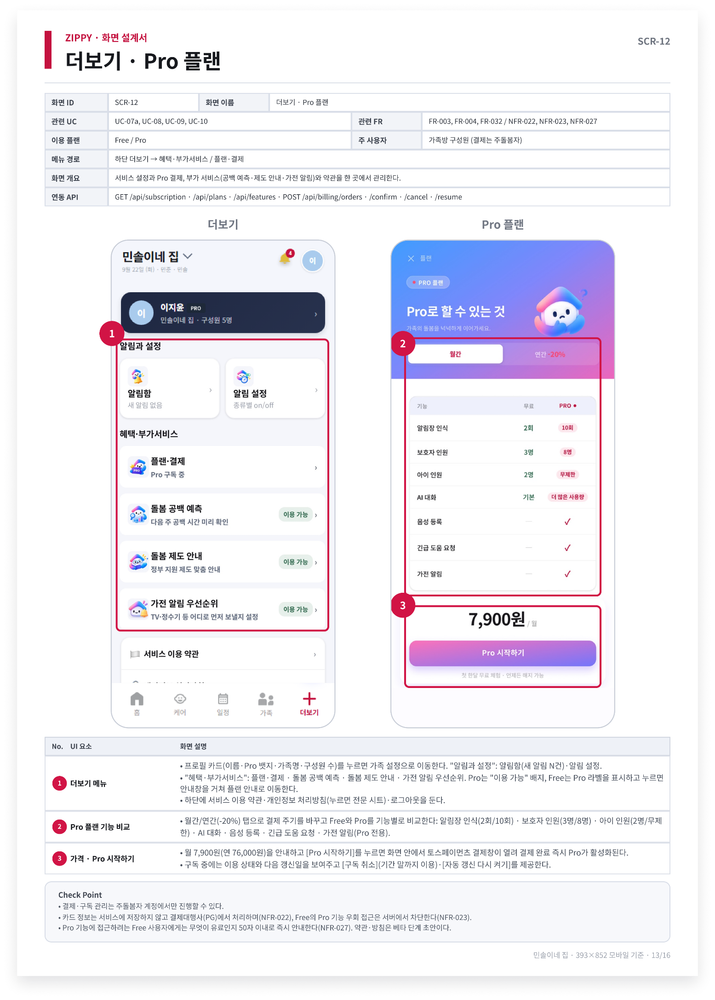 ZIPPY · 화면 설계서
SCR-12
더보기 · Pro 플랜
화면 ID SCR-12 화면 이름 더보기 · Pro 플랜
관련 UC UC-07a, UC-08, UC-09, UC-10 관련 FR FR-003, FR-004, FR-032 / NFR-022, NFR-023, NFR-027
이용 플랜 Free / Pro 주 사용자 가족방 구성원 (결제는 주돌봄자)
메뉴 경로 하단 더보기 → 혜택·부가서비스 / 플랜·결제
화면 개요 서비스 설정과 Pro 결제, 부가 서비스(공백 예측·제도 안내·가전 알림)와 약관을 한 곳에서 관리한다.
연동 API GET /api/subscription · /api/plans · /api/features · POST /api/billing/orders · /confirm · /cancel · /resume
더보기
민솔이네 집
4
이
9월 22일 (화) · 민준 · 민솔
이
이지윤 PRO
민솔이네 집 · 구성원 5명
›
1
알림과 설정
알림함
새 알림 없음
›
알림 설정
종류별 on/off
›
혜택·부가서비스
PRO
플랜·결제
Pro 구독 중
›
돌봄 공백 예측
다음 주 공백 시간 미리 확인
이용 가능 ›
돌봄 제도 안내
정부 지원 제도 맞춤 안내
이용 가능 ›
가전 알림 우선순위
TV·정수기 등 어디로 먼저 보낼지 설정
이용 가능 ›
서비스 이용 약관 ›
홈 케어 일정 가족 더보기
Pro 플랜
플랜
PRO 플랜
Pro로 할 수 있는 것
가족의 돌봄을 넉넉하게 이어가세요.
?
2
월간 연간 -20%
기능 무료 PRO
알림장 인식 2회 10회
보호자 인원 3명 8명
아이 인원 2명 무제한
AI 대화 기본 더 많은 사용량
음성 등록 — ✓
긴급 도움 요청 — ✓
가전 알림 — ✓
3
7,900원 / 월
Pro 시작하기
첫 한달 무료 체험 · 언제든 해지 가능
No. UI 요소 화면 설명
1 더보기 메뉴
• 프로필 카드(이름·Pro 뱃지·가족명·구성원 수)를 누르면 가족 설정으로 이동한다. "알림과 설정": 알림함(새 알림 N건)·알림 설정.
• "혜택·부가서비스": 플랜·결제 · 돌봄 공백 예측 · 돌봄 제도 안내 · 가전 알림 우선순위. Pro는 "이용 가능" 배지, Free는 Pro 라벨을 표시하고 누르면
안내창을 거쳐 플랜 안내로 이동한다.
• 하단에 서비스 이용 약관·개인정보 처리방침(누르면 전문 시트)·로그아웃을 둔다.
2 Pro 플랜 기능 비교
• 월간/연간(-20%) 탭으로 결제 주기를 바꾸고 Free와 Pro를 기능별로 비교한다: 알림장 인식(2회/10회) · 보호자 인원(3명/8명) · 아이 인원(2명/무제
한) · AI 대화 · 음성 등록 · 긴급 도움 요청 · 가전 알림(Pro 전용).
3 가격 · Pro 시작하기
• 월 7,900원(연 76,000원)을 안내하고 [Pro 시작하기]를 누르면 화면 안에서 토스페이먼츠 결제창이 열려 결제 완료 즉시 Pro가 활성화된다.
• 구독 중에는 이용 상태와 다음 갱신일을 보여주고 [구독 취소](기간 말까지 이용)·[자동 갱신 다시 켜기]를 제공한다.
Check Point
• 결제·구독 관리는 주돌봄자 계정에서만 진행할 수 있다.
• 카드 정보는 서비스에 저장하지 않고 결제대행사(PG)에서 처리하며(NFR-022), Free의 Pro 기능 우회 접근은 서버에서 차단한다(NFR-023).
• Pro 기능에 접근하려는 Free 사용자에게는 무엇이 유료인지 50자 이내로 즉시 안내한다(NFR-027). 약관·방침은 베타 단계 초안이다.
민솔이네 집 · 393×852 모바일 기준 · 13/16